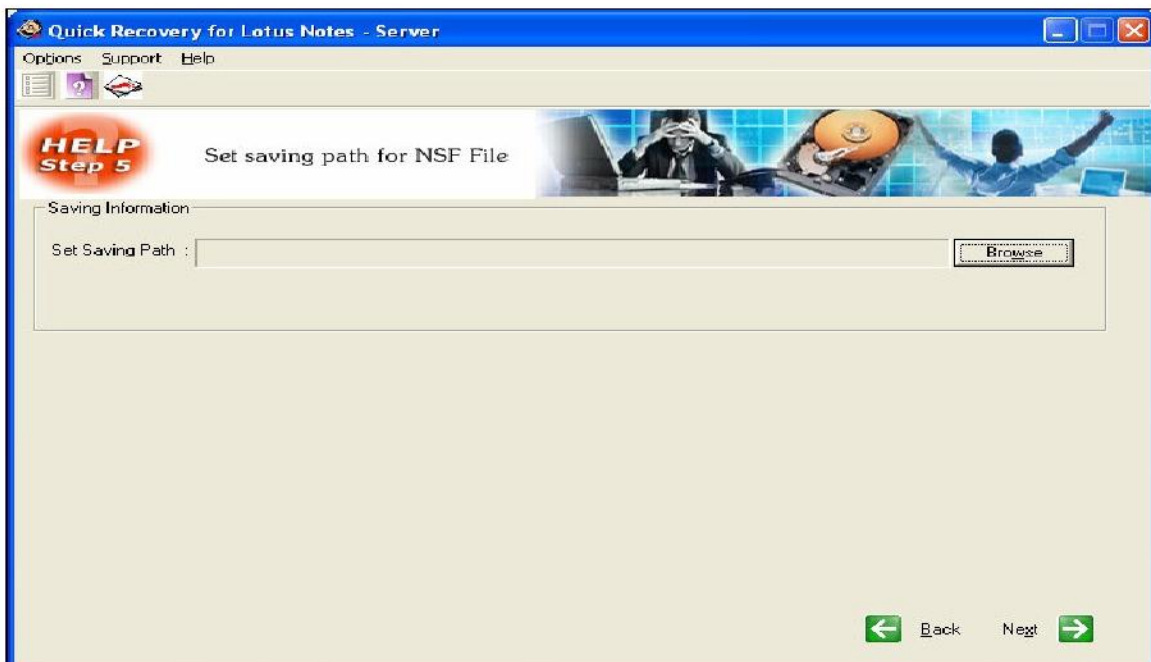 Quick Recovery for Lotus Notes - Server
Options Support Help
HELP
Step 5
Set saving path for NSF File
Saving Information
Set Saving Path :
Browse
Back Next